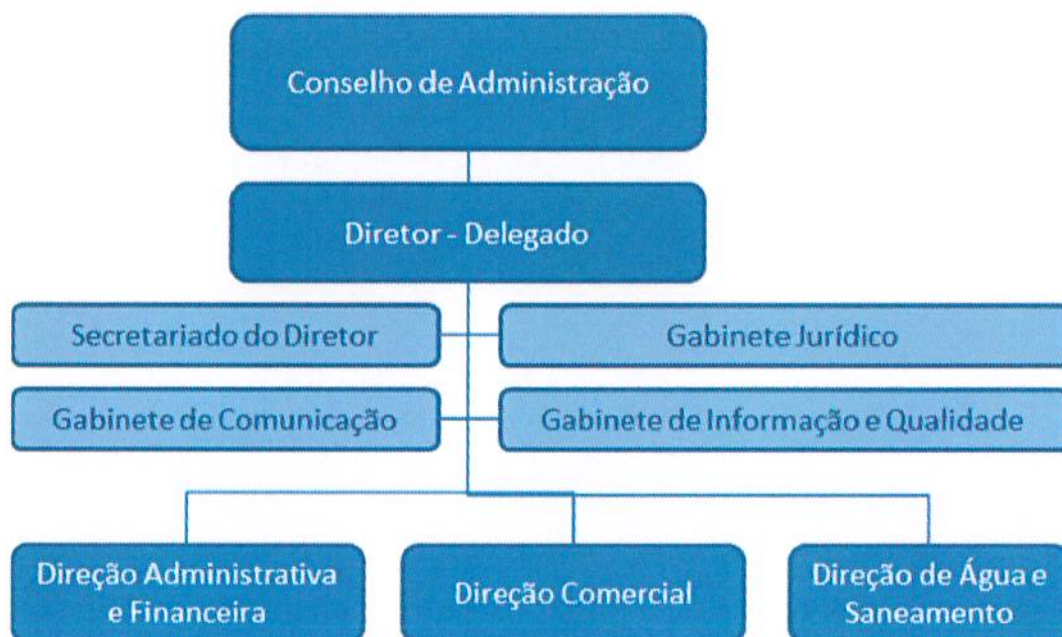 Conselho de Administração
Diretor - Delegado
Secretariado do Diretor
Gabinete Jurídico
Gabinete de Comunicação
Gabinete de Informação e Qualidade
Direção Administrativa
e Financeira
Direção Comercial
Direção de Água e
Saneamento